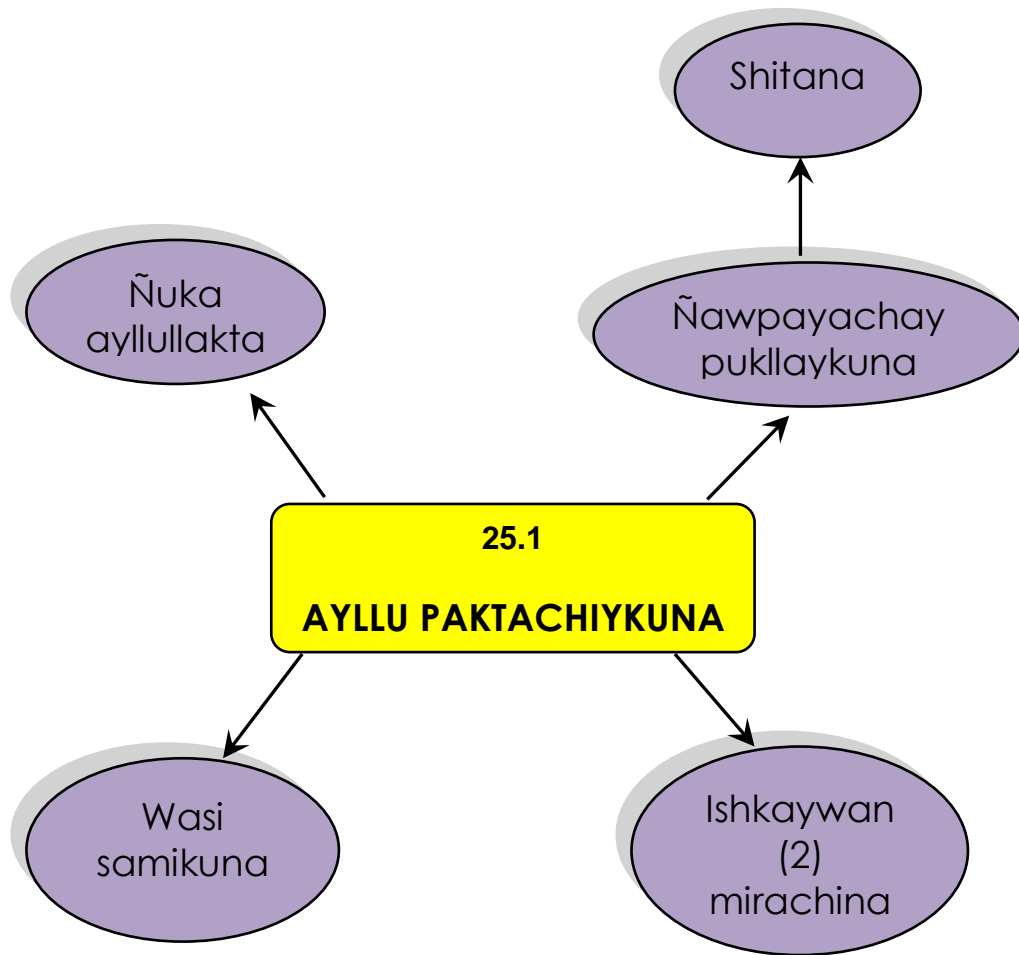 Shitana
Ñuka
ayllullakta
Ñawpayachay
pukllaykuna
25.1
AYLLU PAKTACHIYKUNA
Wasi
samikuna
Ishkaywan
(2)
mirachina